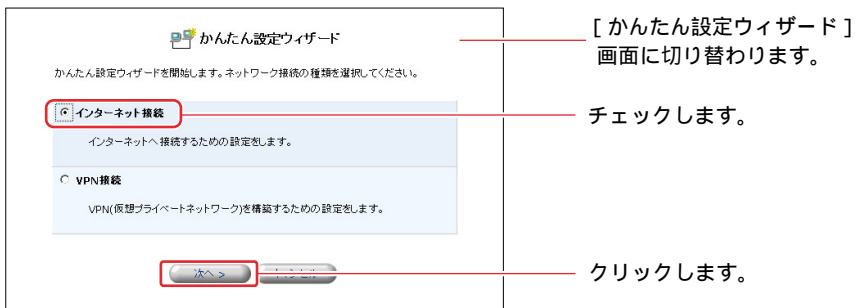 かんたん設定ウィザード
[ かんたん設定ウィザード ]
画面に切り替わります。
かんたん設定ウィザードを開始します。ネットワーク接続の種類を選択してください。
インターネット接続
チェックします。
インターネットへ接続するための設定をします。
VPN接続
VPN(仮想プライベートネットワーク)を構築するための設定をします。
次へ >
クリックします。